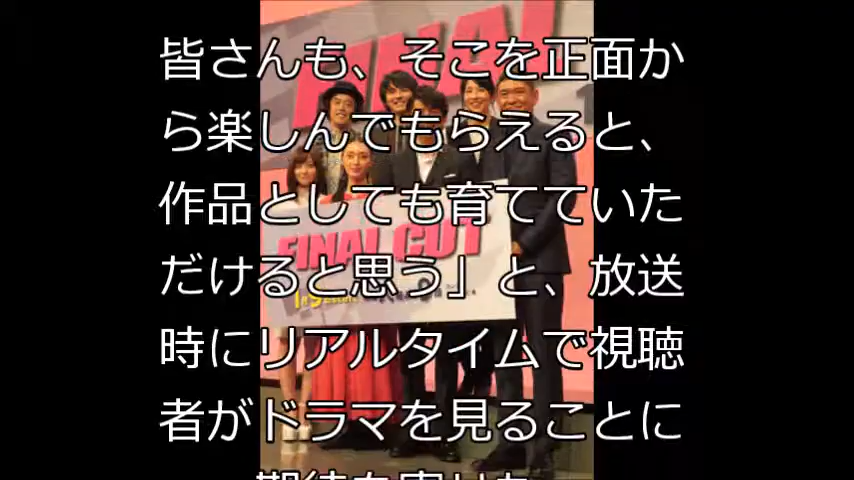 FINAL
皆さんも、そこを正面か
ら楽しんでもらえると、
作品としても育てていた
だけると思う」と、放送
時にリアルタイムで視聴
者がドラマを見ることに
FINAL CUT